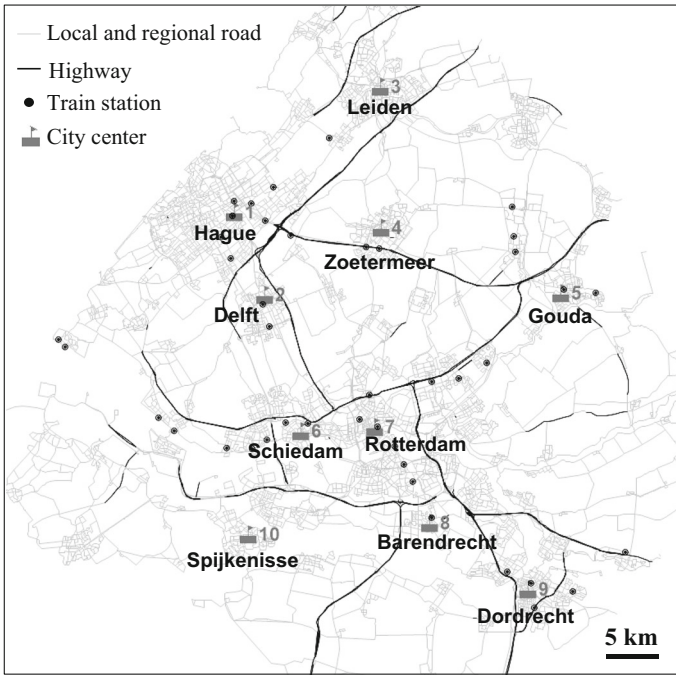 Local and regional road
Highway
Train station
City center
3
Leiden
1
Hague
4
Zoetermeer
2
Delft
5
Gouda
6
Schiedam
7
Rotterdam
8
Barendrecht
10
Spijkenisse
9
Dordrecht
5 km